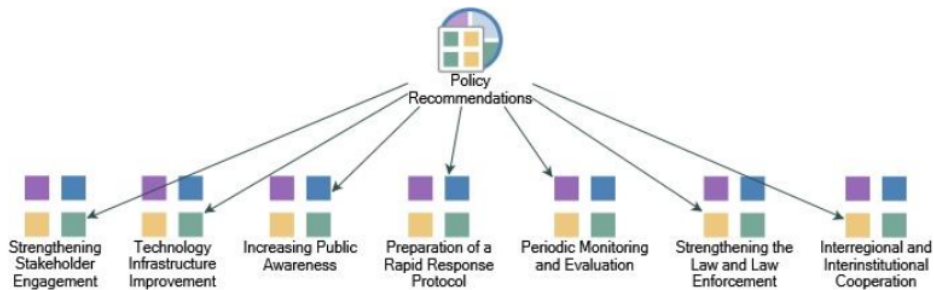 Policy
Recommendations
Strengthening
Stakeholder
Engagement
Technology
Infrastructure
Improvement
Increasing Public
Awareness
Preparation of a
Rapid Response
Protocol
Periodic Monitoring
and Evaluation
Strengthening the
Law and Law
Enforcement
Interregional and
Interinstitutional
Cooperation